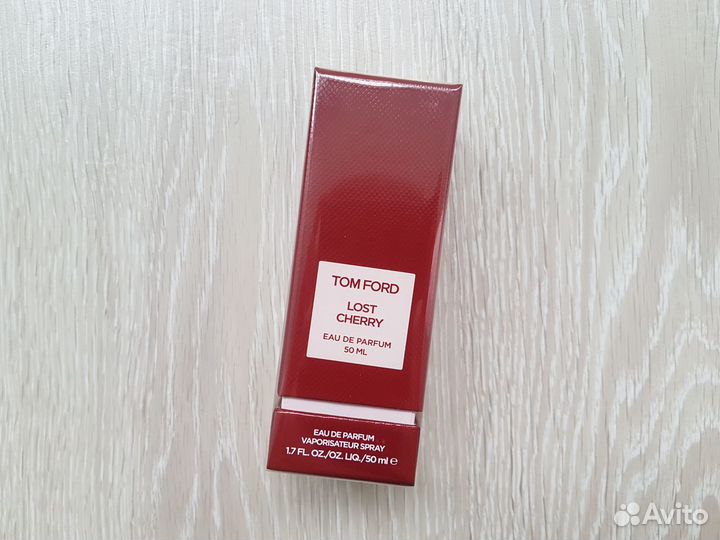 TOM FORD
LOST
CHERRY
EAU DE PARFUM
50 ML
EAU DE PARFUM
VAPORISATEUR SPRAY
1.7 FL. OZ./OZ. LIQ./50 ml ℮
Avito